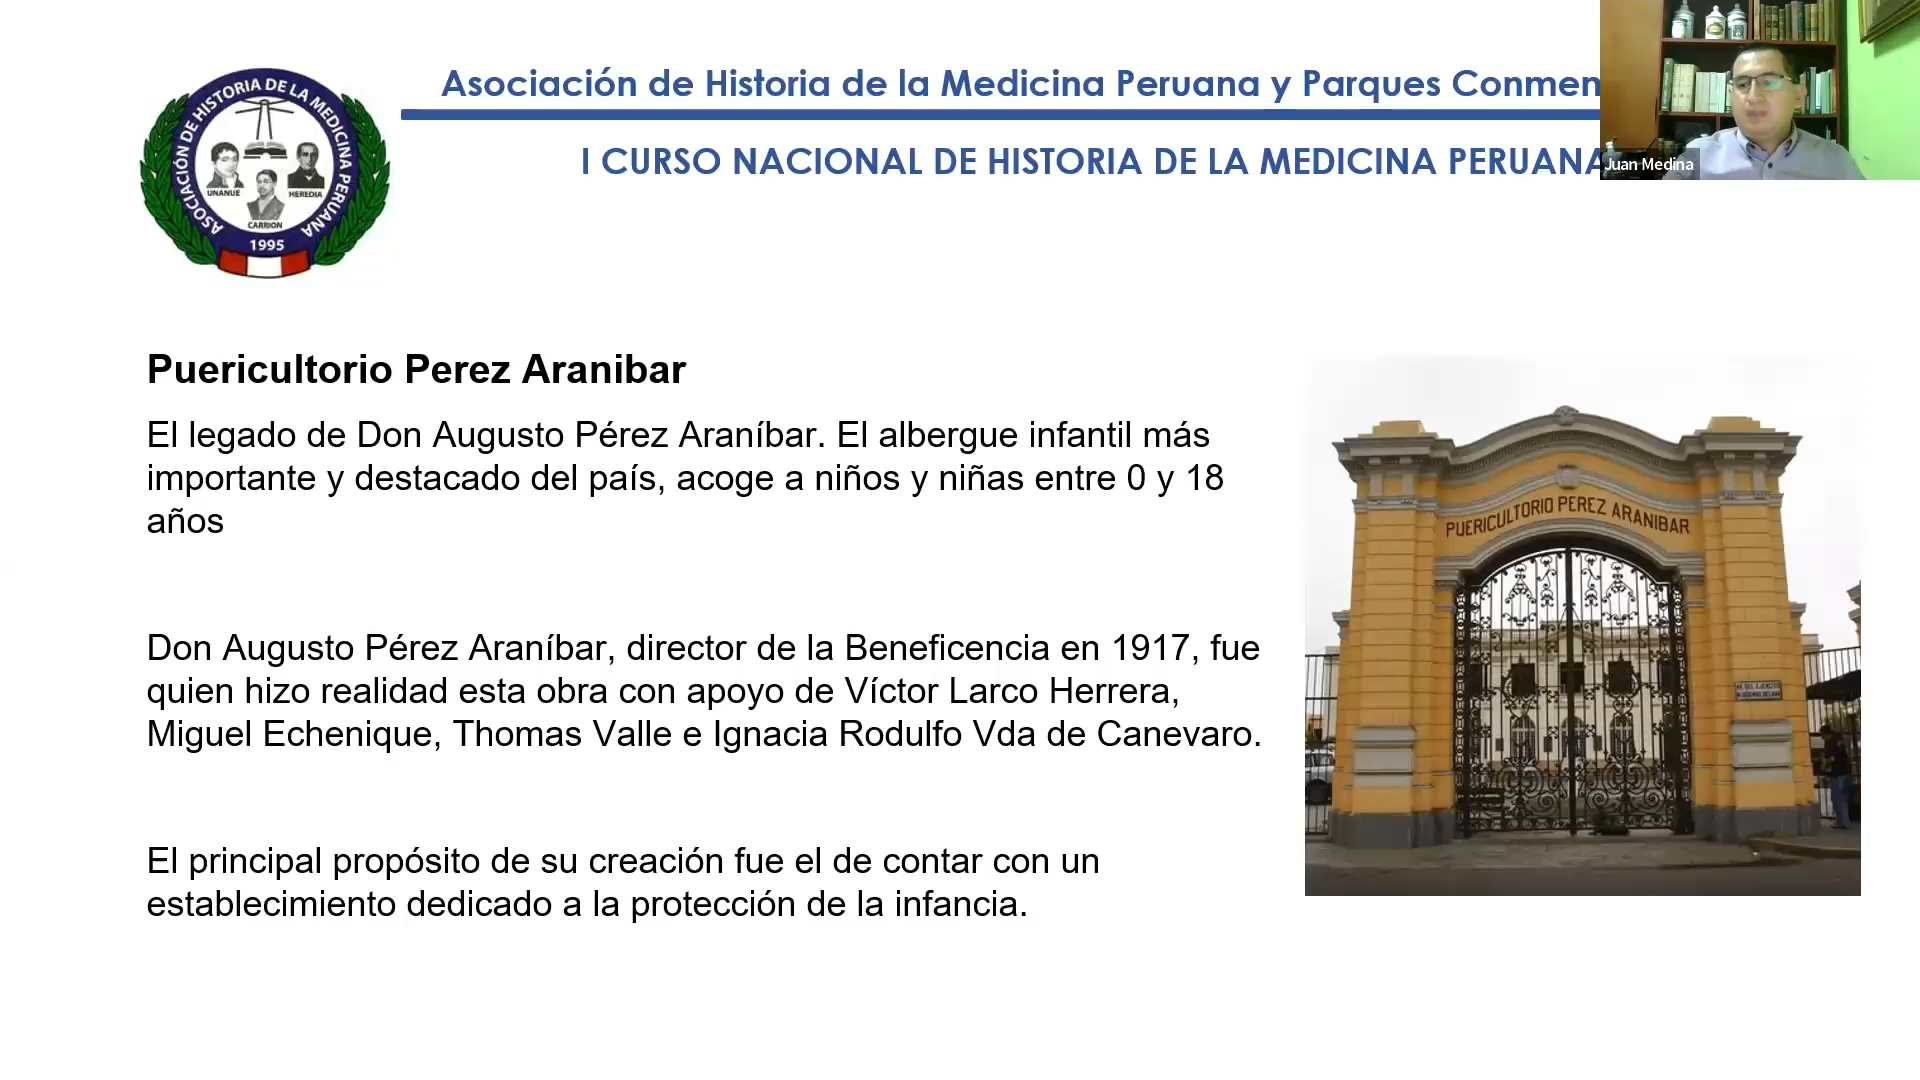 ASOCIACIÓN DE HISTORIA DE LA MEDICINA PERUANA
UNANUE
HEREDIA
CARRION
1995
Asociación de Historia de la Medicina Peruana y Parques Conmen
I CURSO NACIONAL DE HISTORIA DE LA MEDICINA PERUANA
Juan Medina
Puericultorio Perez Aranibar
El legado de Don Augusto Pérez Araníbar. El albergue infantil más
importante y destacado del país, acoge a niños y niñas entre 0 y 18
años
Don Augusto Pérez Araníbar, director de la Beneficencia en 1917, fue
quien hizo realidad esta obra con apoyo de Víctor Larco Herrera,
Miguel Echenique, Thomas Valle e Ignacia Rodulfo Vda de Canevaro.
El principal propósito de su creación fue el de contar con un
establecimiento dedicado a la protección de la infancia.
PUERICULTORIO PEREZ ARANIBAR